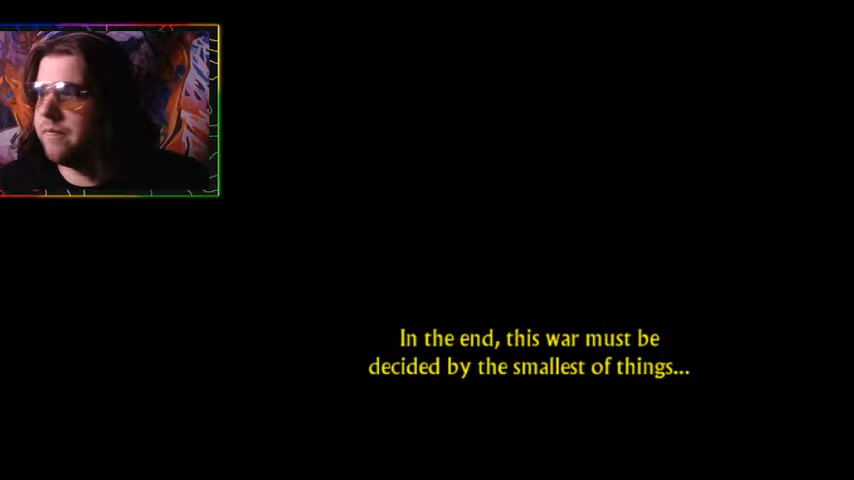 In the end, this war must be
decided by the smallest of things...